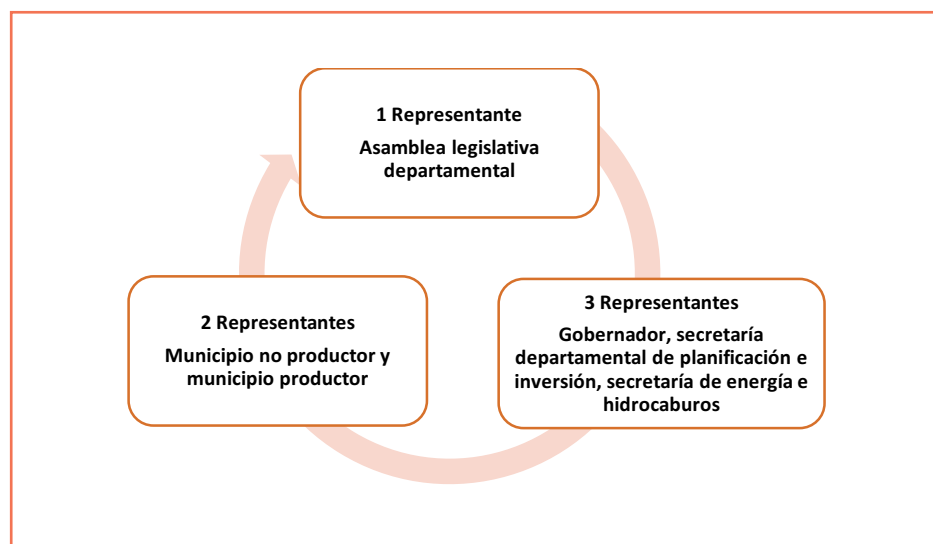 1 Representante
Asamblea legislativa
departamental
2 Representantes
Municipio no productor y
municipio productor
3 Representantes
Gobernador, secretaría
departamental de planificación e
inversión, secretaría de energía e
hidrocaburos